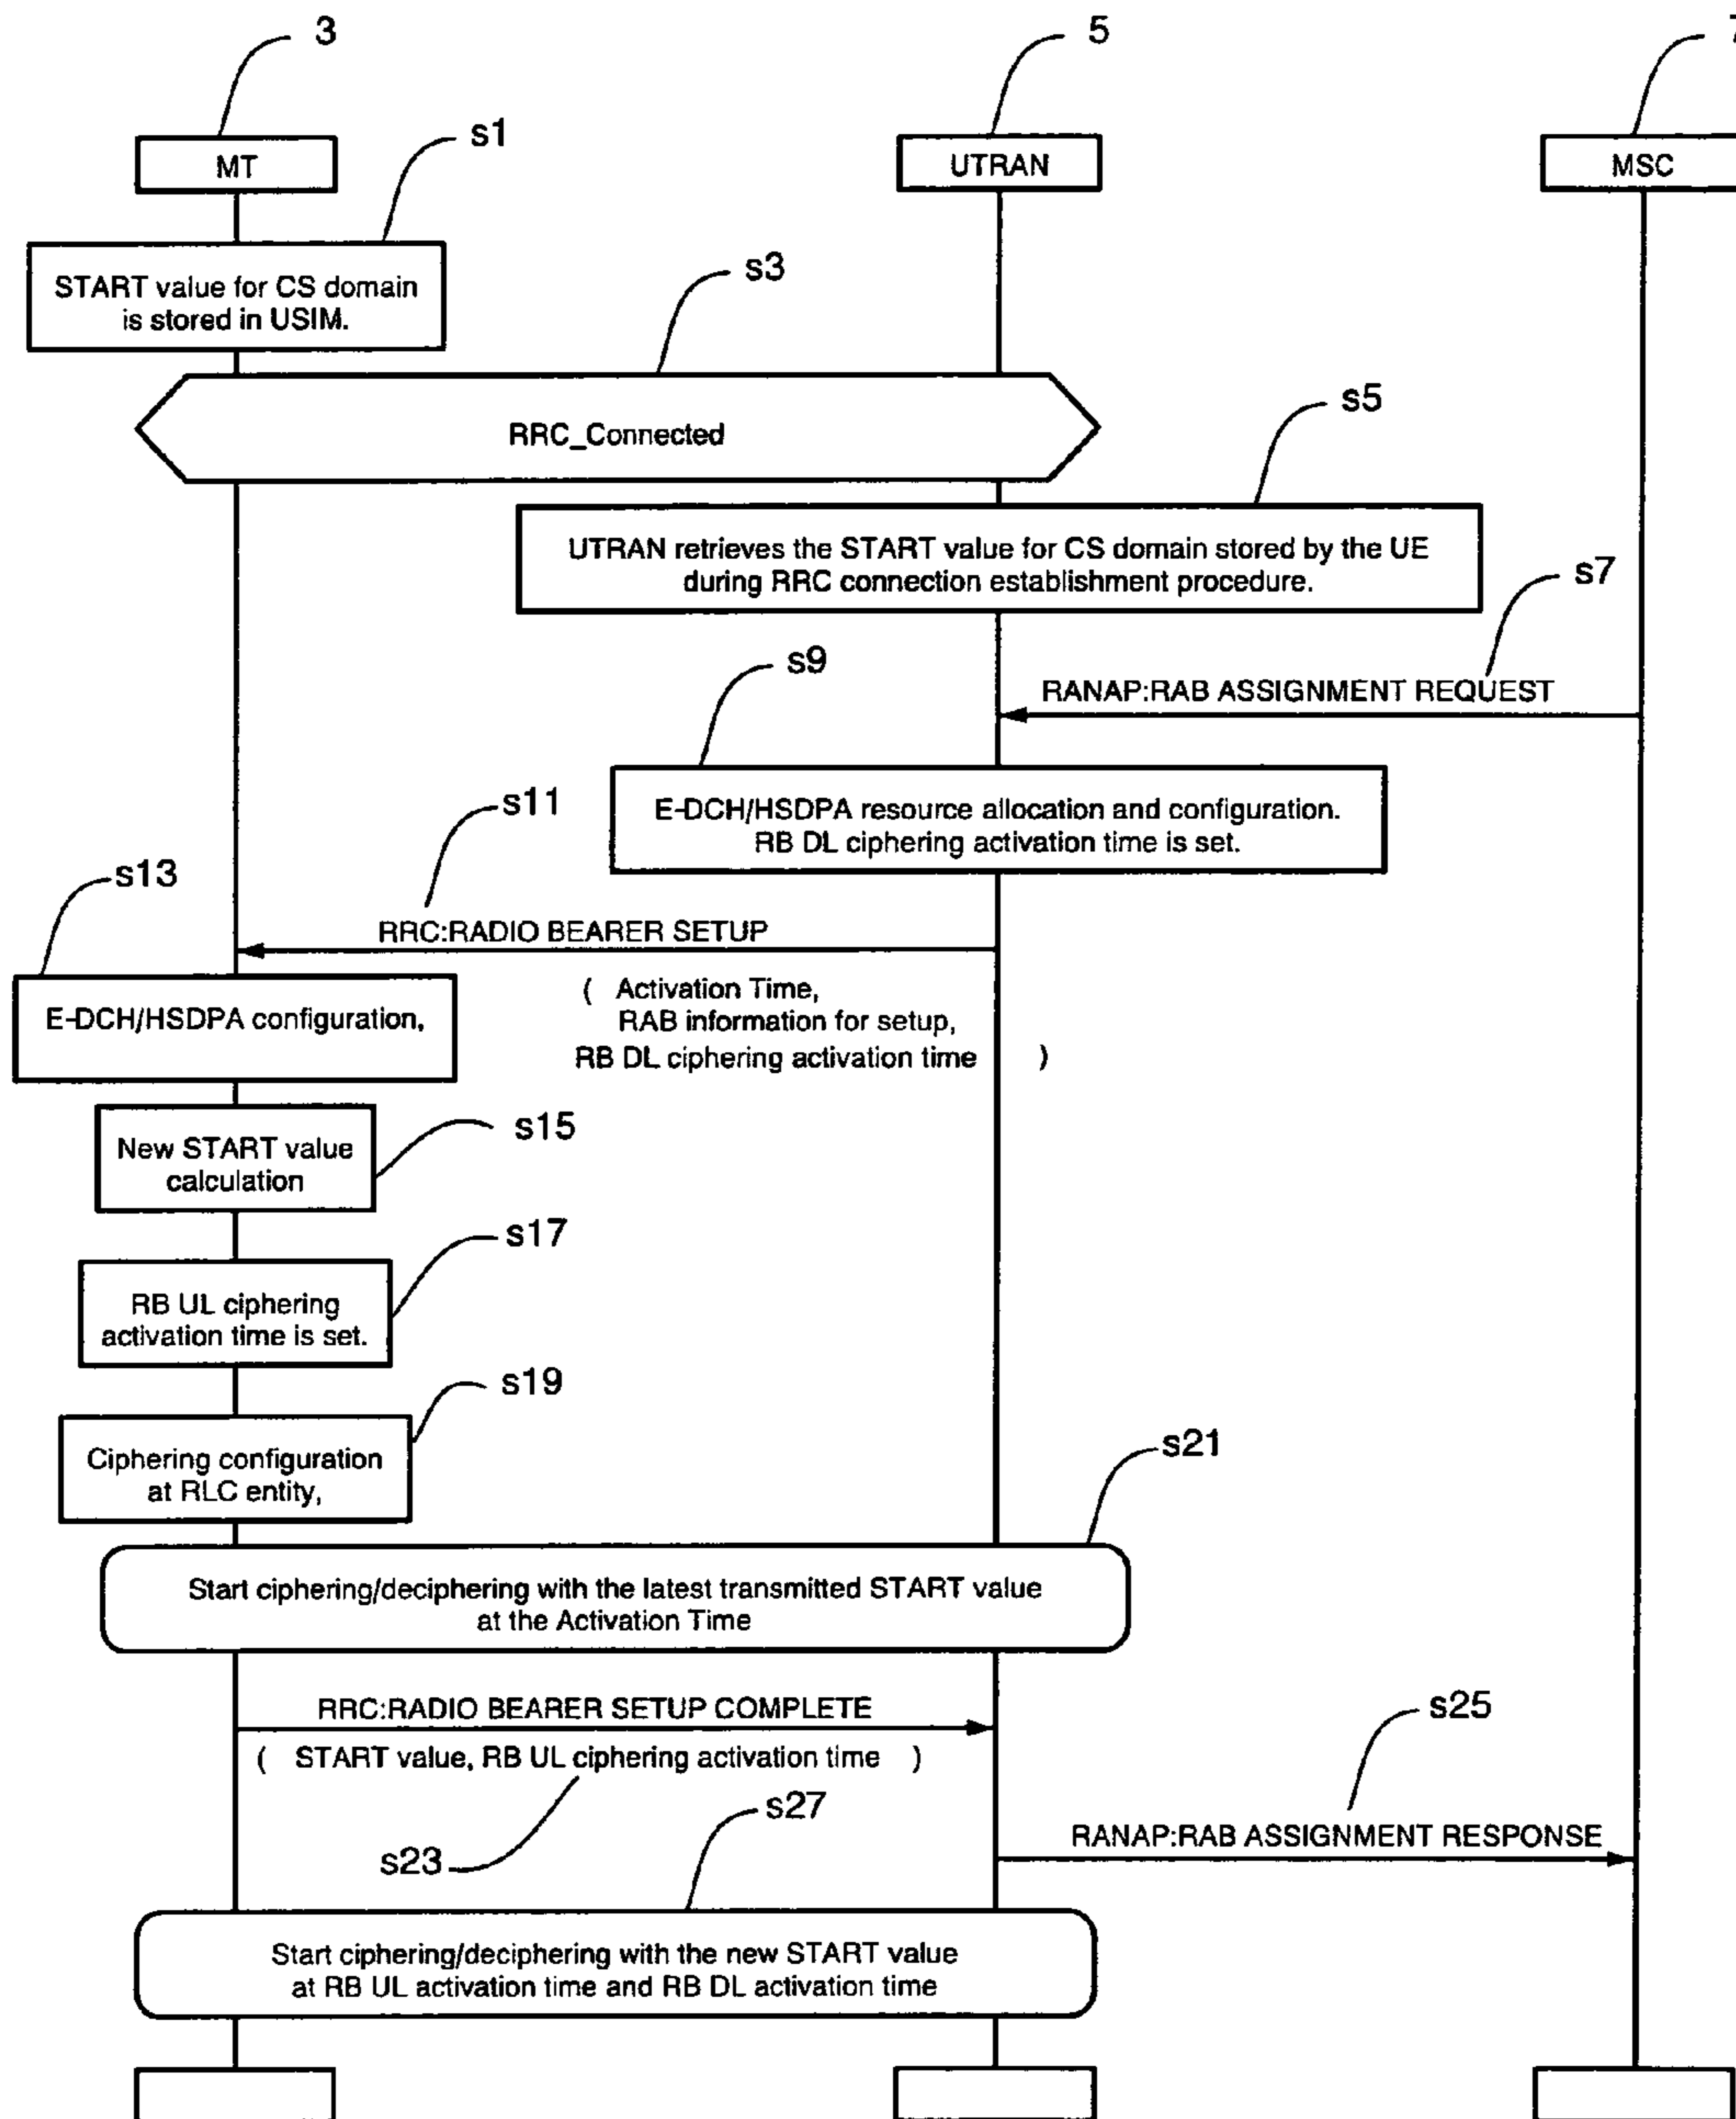 3
5
7
s1
MT
UTRAN
MSC
START value for CS domain
is stored in USIM.
s3
RRC_Connected
s5
UTRAN retrieves the START value for CS domain stored by the UE
during RRC connection establishment procedure.
s7
RANAP:RAB ASSIGNMENT REQUEST
s9
E-DCH/HSDPA resource allocation and configuration.
RB DL ciphering activation time is set.
s11
RRC:RADIO BEARER SETUP
( Activation Time,
RAB information for setup,
RB DL ciphering activation time )
s13
E-DCH/HSDPA configuration,
s15
New START value
calculation
s17
RB UL ciphering
activation time is set.
s19
Ciphering configuration
at RLC entity,
s21
Start ciphering/deciphering with the latest transmitted START value
at the Activation Time
RRC:RADIO BEARER SETUP COMPLETE
( START value, RB UL ciphering activation time )
s23
s25
RANAP:RAB ASSIGNMENT RESPONSE
s27
Start ciphering/deciphering with the new START value
at RB UL activation time and RB DL activation time